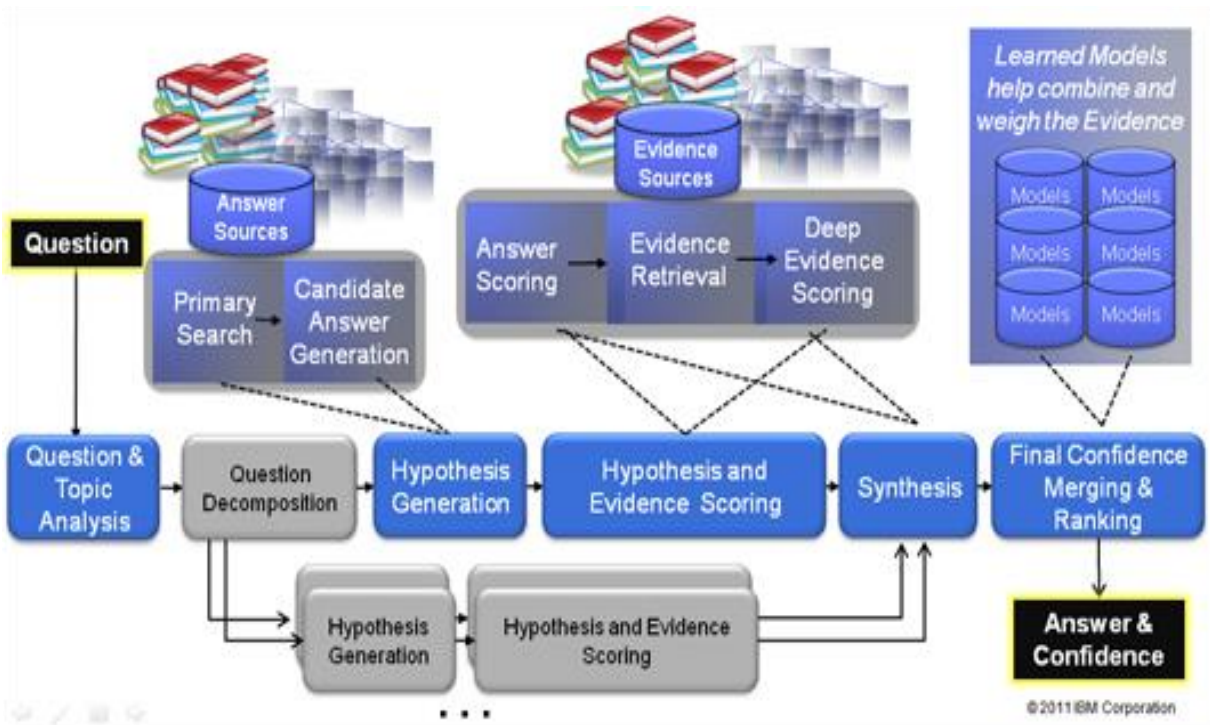 Learned Models
help combine and
weigh the Evidence
Evidence
Sources
Answer
Sources
Models
Models
Models
Models
Models
Models
Question
Primary
Search
Candidate
Answer
Generation
Answer
Scoring
Evidence
Retrieval
Deep
Evidence
Scoring
Question &
Topic
Analysis
Question
Decomposition
Hypothesis
Generation
Hypothesis and
Evidence Scoring
Synthesis
Final Confidence
Merging &
Ranking
Hypothesis
Generation
Hypothesis and Evidence
Scoring
Answer &
Confidence
. . .
©2011 IBM Corporation